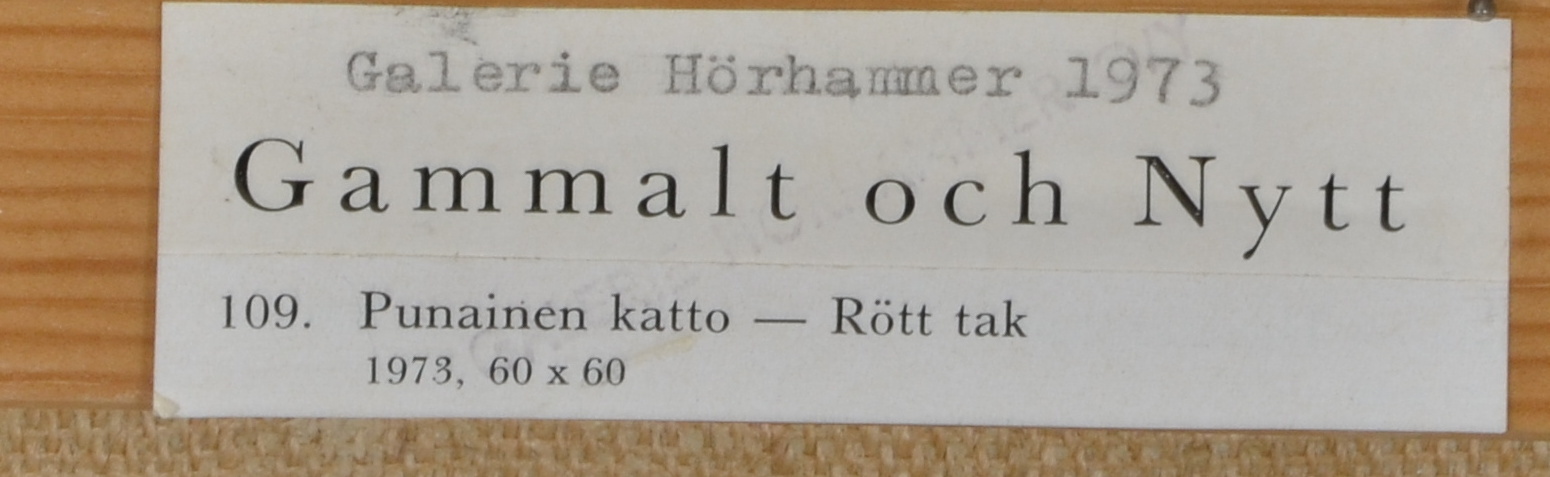 Galerie Hörhammer 1973
Gammalt och Nytt
109. Punainen katto — Rött tak
1973, 60 x 60